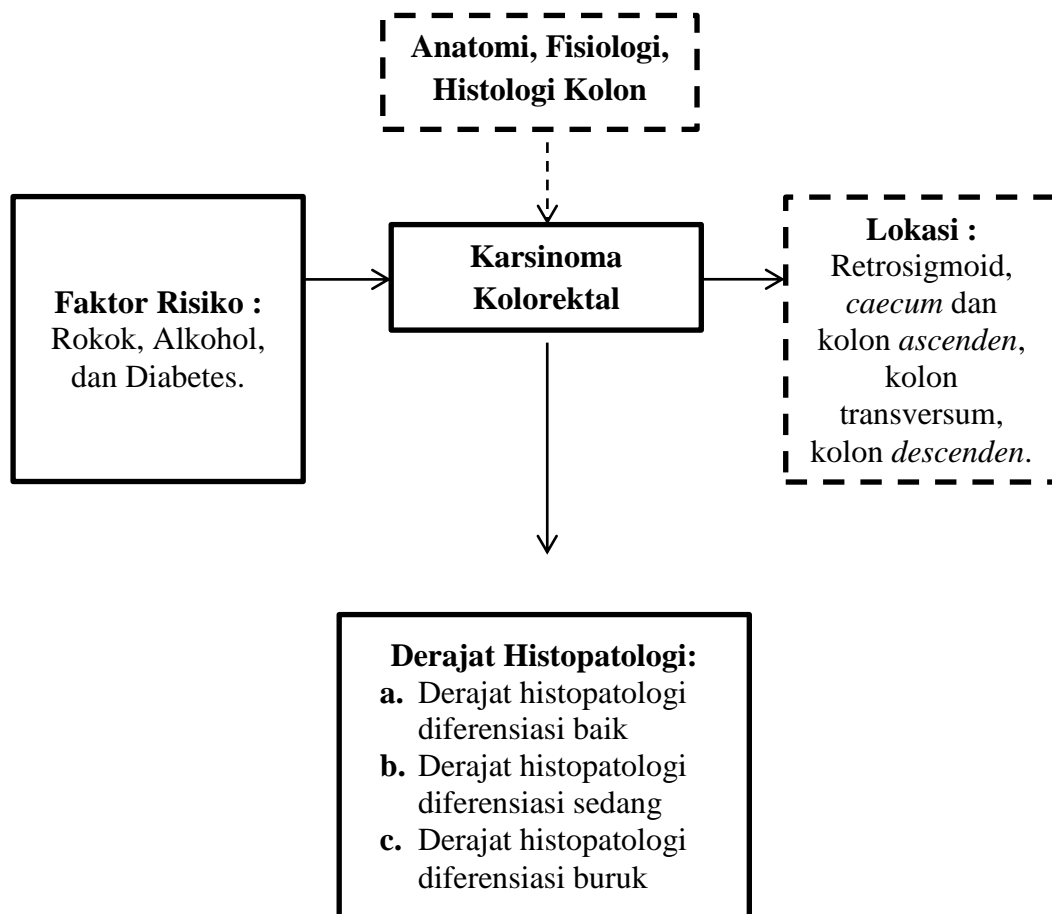 Anatomi, Fisiologi,
Histologi Kolon
Faktor Risiko :
Rokok, Alkohol,
dan Diabetes.
Karsinoma
Kolorektal
Lokasi :
Retrosigmoid,
caecum dan
kolon ascenden,
kolon
transversum,
kolon descenden.
Derajat Histopatologi:
a. Derajat histopatologi
diferensiasi baik
b. Derajat histopatologi
diferensiasi sedang
c. Derajat histopatologi
diferensiasi buruk